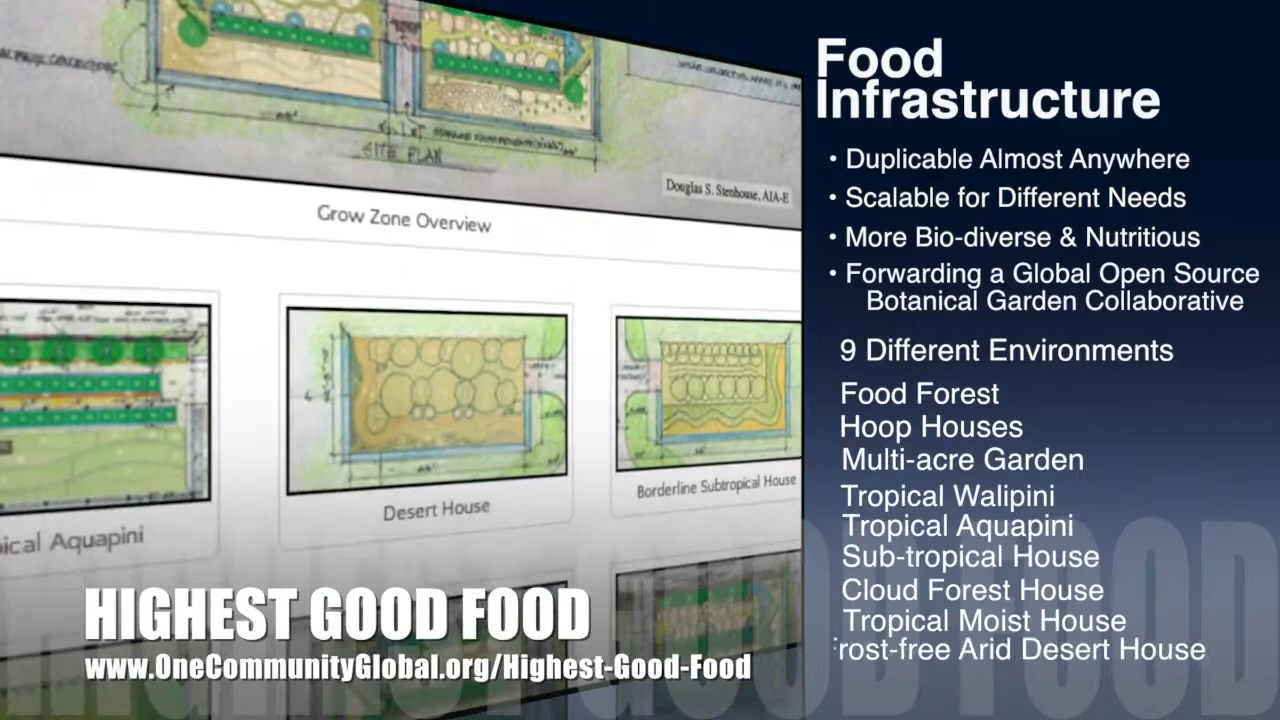 SITE PLAN
Douglas S. Stenhouse, AIA-E
Grow Zone Overview
ical Aquapini
Desert House
Borderline Subtropical House
HIGHEST GOOD FOOD
www.OneCommunityGlobal.org/Highest-Good-Food
Food
Infrastructure
• Duplicable Almost Anywhere
• Scalable for Different Needs
• More Bio-diverse & Nutritious
• Forwarding a Global Open Source
Botanical Garden Collaborative
9 Different Environments
Food Forest
Hoop Houses
Multi-acre Garden
Tropical Walipini
Tropical Aquapini
Sub-tropical House
Cloud Forest House
Tropical Moist House
rost-free Arid Desert House
HIGHEST GOOD FOOD